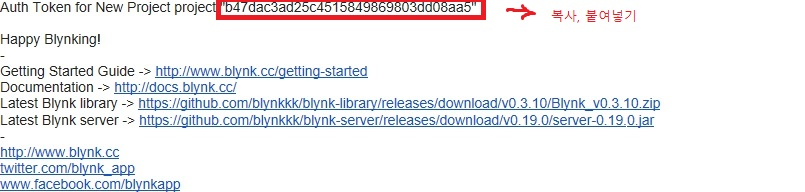 Auth Token for New Project project "b47dac3ad25c4515849869803dd08aa5"
복사, 붙여넣기
Happy Blynking!
-
Getting Started Guide -> http://www.blynk.cc/getting-started
Documentation -> http://docs.blynk.cc/
Latest Blynk library -> https://github.com/blynkkk/blynk-library/releases/download/v0.3.10/Blynk_v0.3.10.zip
Latest Blynk server -> https://github.com/blynkkk/blynk-server/releases/download/v0.19.0/server-0.19.0.jar
-
http://www.blynk.cc
twitter.com/blynk_app
www.facebook.com/blynkapp